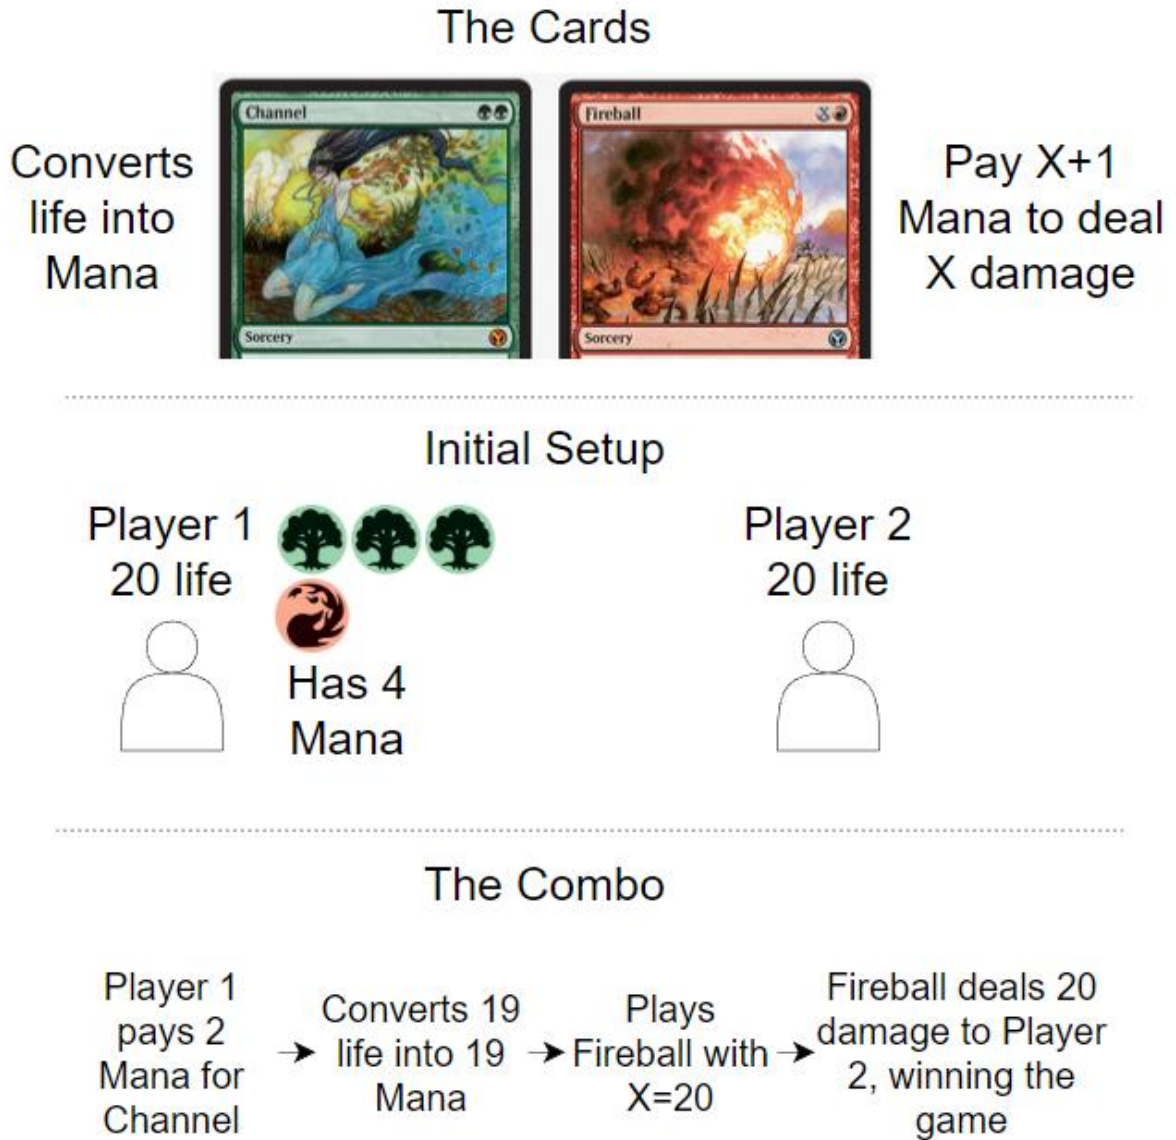 The Cards
Converts
life into
Mana
Channel
Sorcery
Fireball
X
Sorcery
Pay X+1
Mana to deal
X damage
Initial Setup
Player 1
20 life
Has 4
Mana
Player 2
20 life
The Combo
Player 1
pays 2
Mana for
Channel
Converts 19
life into 19
Mana
Plays
Fireball with
X=20
Fireball deals 20
damage to Player
2, winning the
game